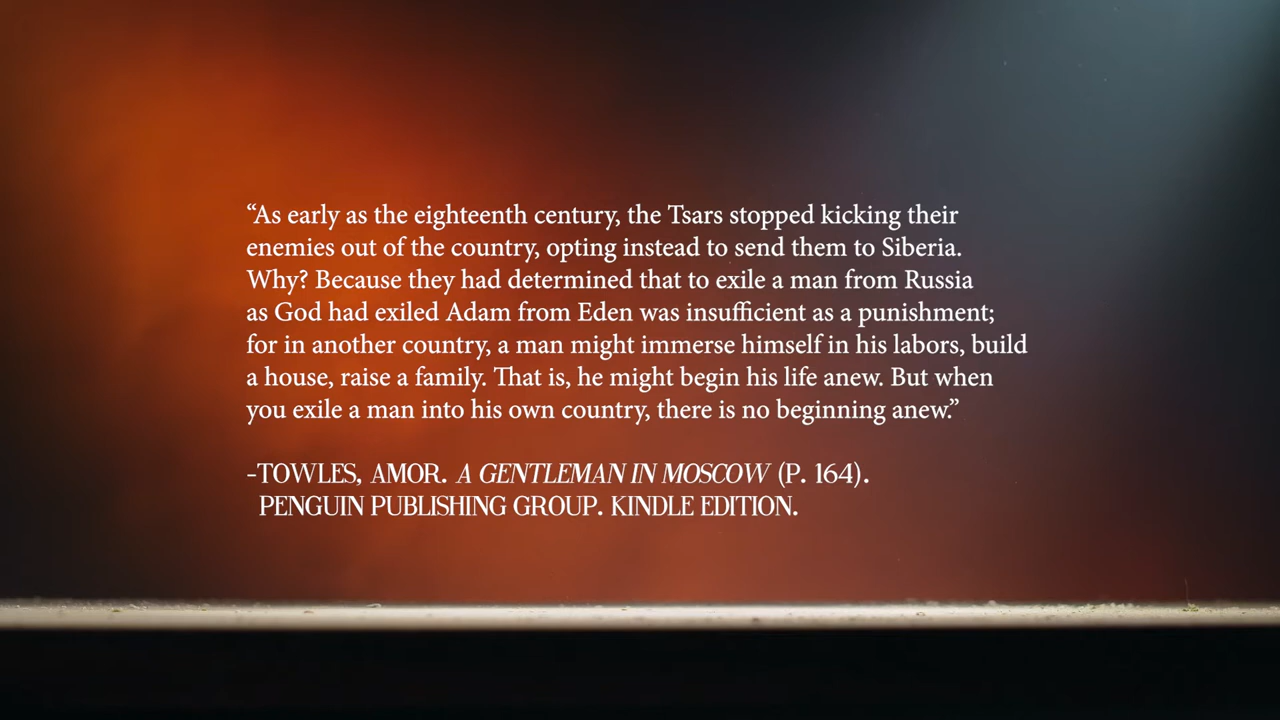 “As early as the eighteenth century, the Tsars stopped kicking their
enemies out of the country, opting instead to send them to Siberia.
Why? Because they had determined that to exile a man from Russia
as God had exiled Adam from Eden was insufficient as a punishment;
for in another country, a man might immerse himself in his labors, build
a house, raise a family. That is, he might begin his life anew. But when
you exile a man into his own country, there is no beginning anew.”
-TOWLES, AMOR. A GENTLEMAN IN MOSCOW (P. 164).
PENGUIN PUBLISHING GROUP. KINDLE EDITION.